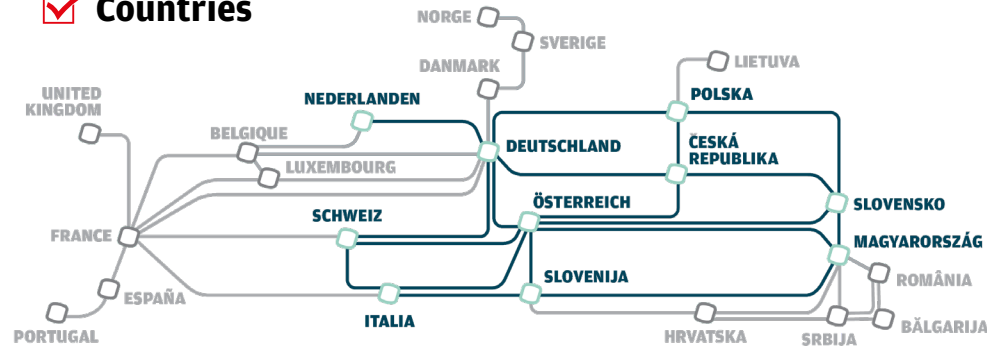 Countries
NORGE
SVERIGE
DANMARK
LIETUVA
UNITED
KINGDOM
NEDERLANDEN
POLSKA
BELGIQUE
DEUTSCHLAND
ČESKÁ
REPUBLIKA
LUXEMBOURG
ÖSTERREICH
SLOVENSKO
SCHWEIZ
FRANCE
MAGYARORSZÁG
SLOVENIJA
ROMÂNIA
ESPAÑA
ITALIA
PORTUGAL
HRVATSKA
SRBIJA
BĂLGARIJA